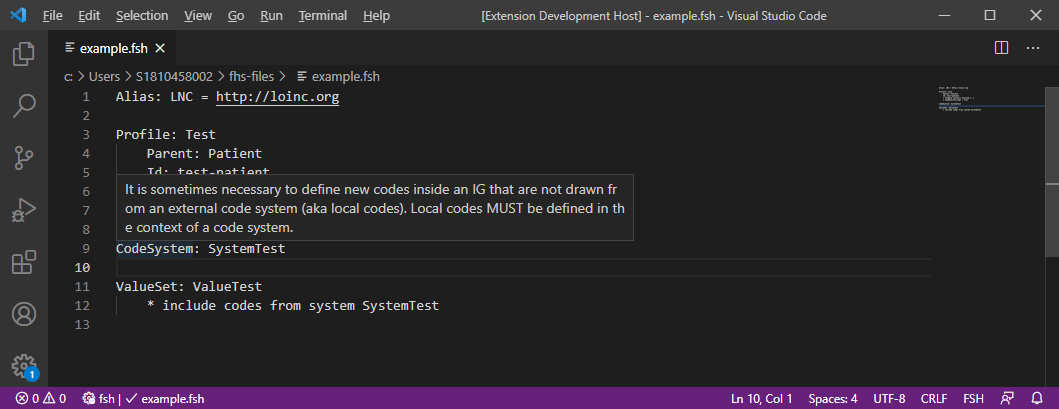 File Edit Selection View Go Run Terminal Help [Extension Development Host] - example.fsh - Visual Studio Code
example.fsh
c: > Users > S1810458002 > fhs-files > example.fsh
1 Alias: LNC = http://loinc.org
2
3 Profile: Test
4 Parent: Patient
5 Id: test-patient
6 It is sometimes necessary to define new codes inside an IG that are not drawn fr
7 om an external code system (aka local codes). Local codes MUST be defined in th
8 e context of a code system.
9 CodeSystem: SystemTest
10
11 ValueSet: ValueTest
12 * include codes from system SystemTest
13
1
0 0 fsh | ✓ example.fsh Ln 10, Col 1 Spaces: 4 UTF-8 CRLF FSH